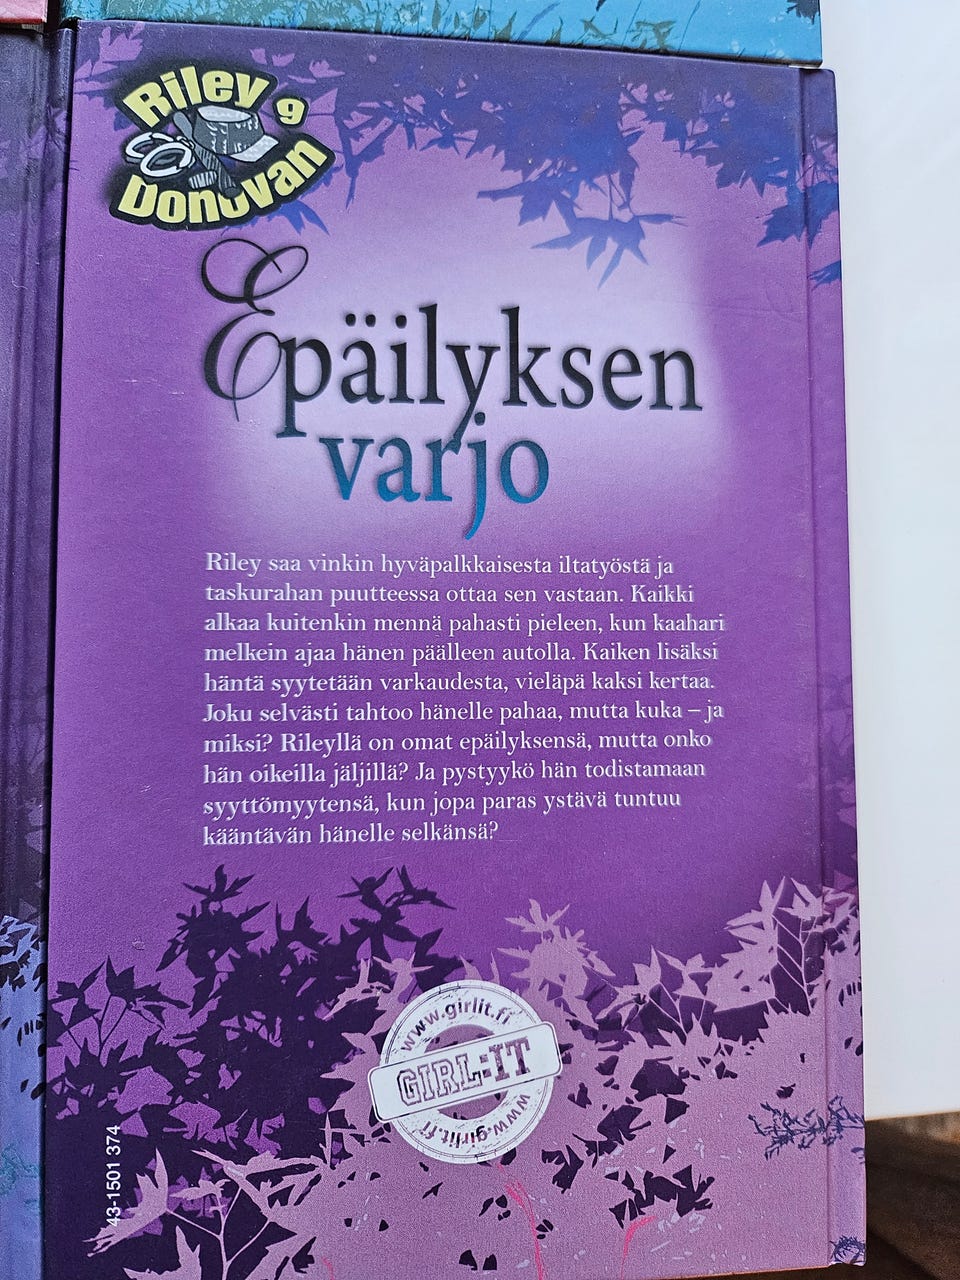 Riley 9
Donovan
Epäilyksen
varjo
Riley saa vinkin hyväpalkkaisesta iltatyöstä ja
taskurahan puutteessa ottaa sen vastaan. Kaikki
alkaa kuitenkin mennä pahasti pieleen, kun kaahari
melkein ajaa hänen päälleen autolla. Kaiken lisäksi
häntä syytetään varkaudesta, vieläpä kaksi kertaa.
Joku selvästi tahtoo hänelle pahaa, mutta kuka – ja
miksi? Rileyllä on omat epäilyksensä, mutta onko
hän oikeilla jäljillä? Ja pystyykö hän todistamaan
syyttömyytensä, kun jopa paras ystävä tuntuu
kääntävän hänelle selkänsä?
www.girlit.fi
GIRL:IT
www.girlit.fi
43-1501 374